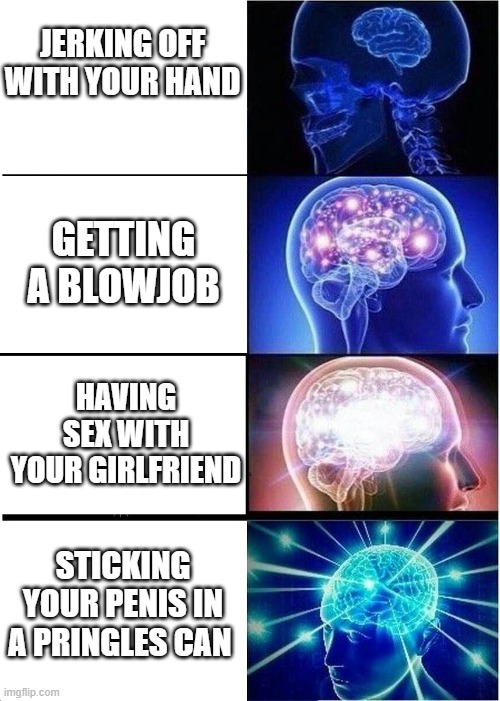 JERKING OFF
WITH YOUR HAND
GETTING
A BLOWJOB
HAVING
SEX WITH
YOUR GIRLFRIEND
STICKING
YOUR PENIS IN
A PRINGLES CAN
imgflip.com